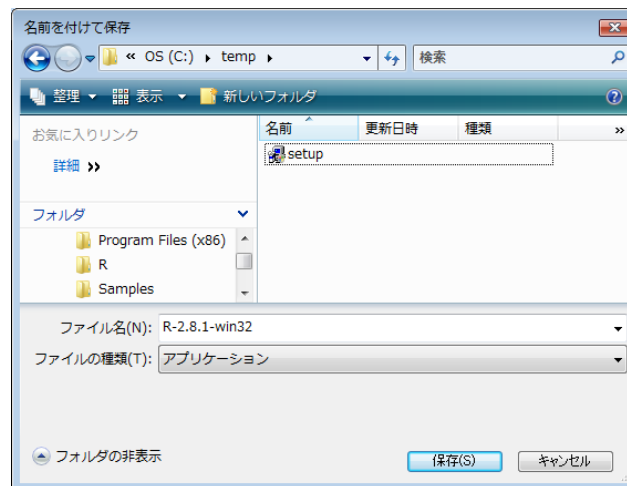 名前を付けて保存
« OS (C:) temp 検索
整理 表示 新しいフォルダ
お気に入りリンク
詳細 »
フォルダ
Program Files (x86)
R
Samples
名前 更新日時 種類 »
setup
ファイル名(N): R-2.8.1-win32
ファイルの種類(T): アプリケーション
フォルダの非表示 保存(S) キャンセル